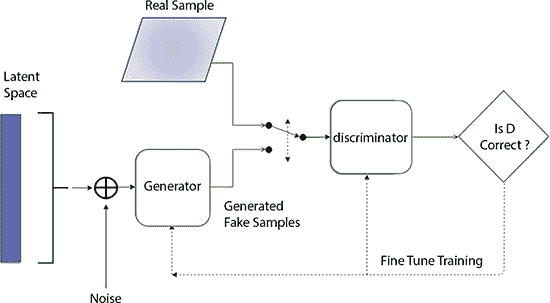 Real Sample
Latent
Space
Is D
Correct ?
discriminator
Generator
Generated
Fake Samples
Fine Tune Training
Noise